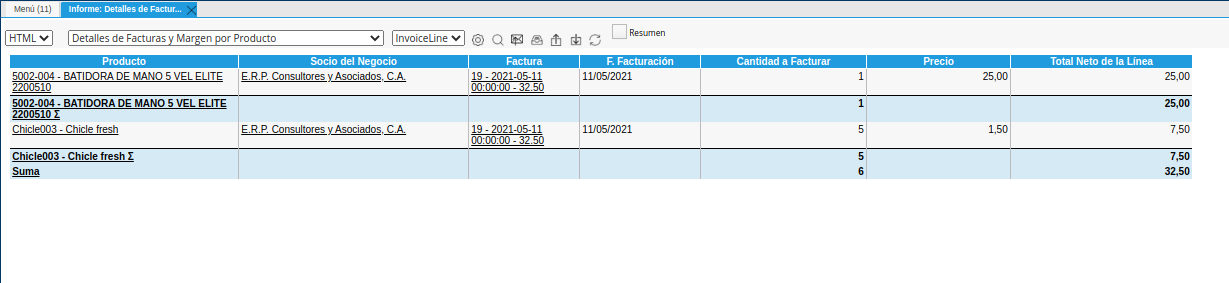 Menú (11) Informe: Detalles de Factur...
HTML Detalles de Facturas y Margen por Producto InvoiceLine Resumen
Producto Socio del Negocio Factura F. Facturación Cantidad a Facturar Precio Total Neto de la Línea
5002-004 - BATIDORA DE MANO 5 VEL ELITE E.R.P. Consultores y Asociados, C.A. 19 - 2021-05-11 11/05/2021 1 25,00 25,00
2200510 00:00:00 - 32.50
5002-004 - BATIDORA DE MANO 5 VEL ELITE 1 25,00
2200510 Σ
Chicle003 - Chicle fresh E.R.P. Consultores y Asociados, C.A. 19 - 2021-05-11 11/05/2021 5 1,50 7,50
00:00:00 - 32.50
Chicle003 - Chicle fresh Σ 5 7,50
Suma 6 32,50